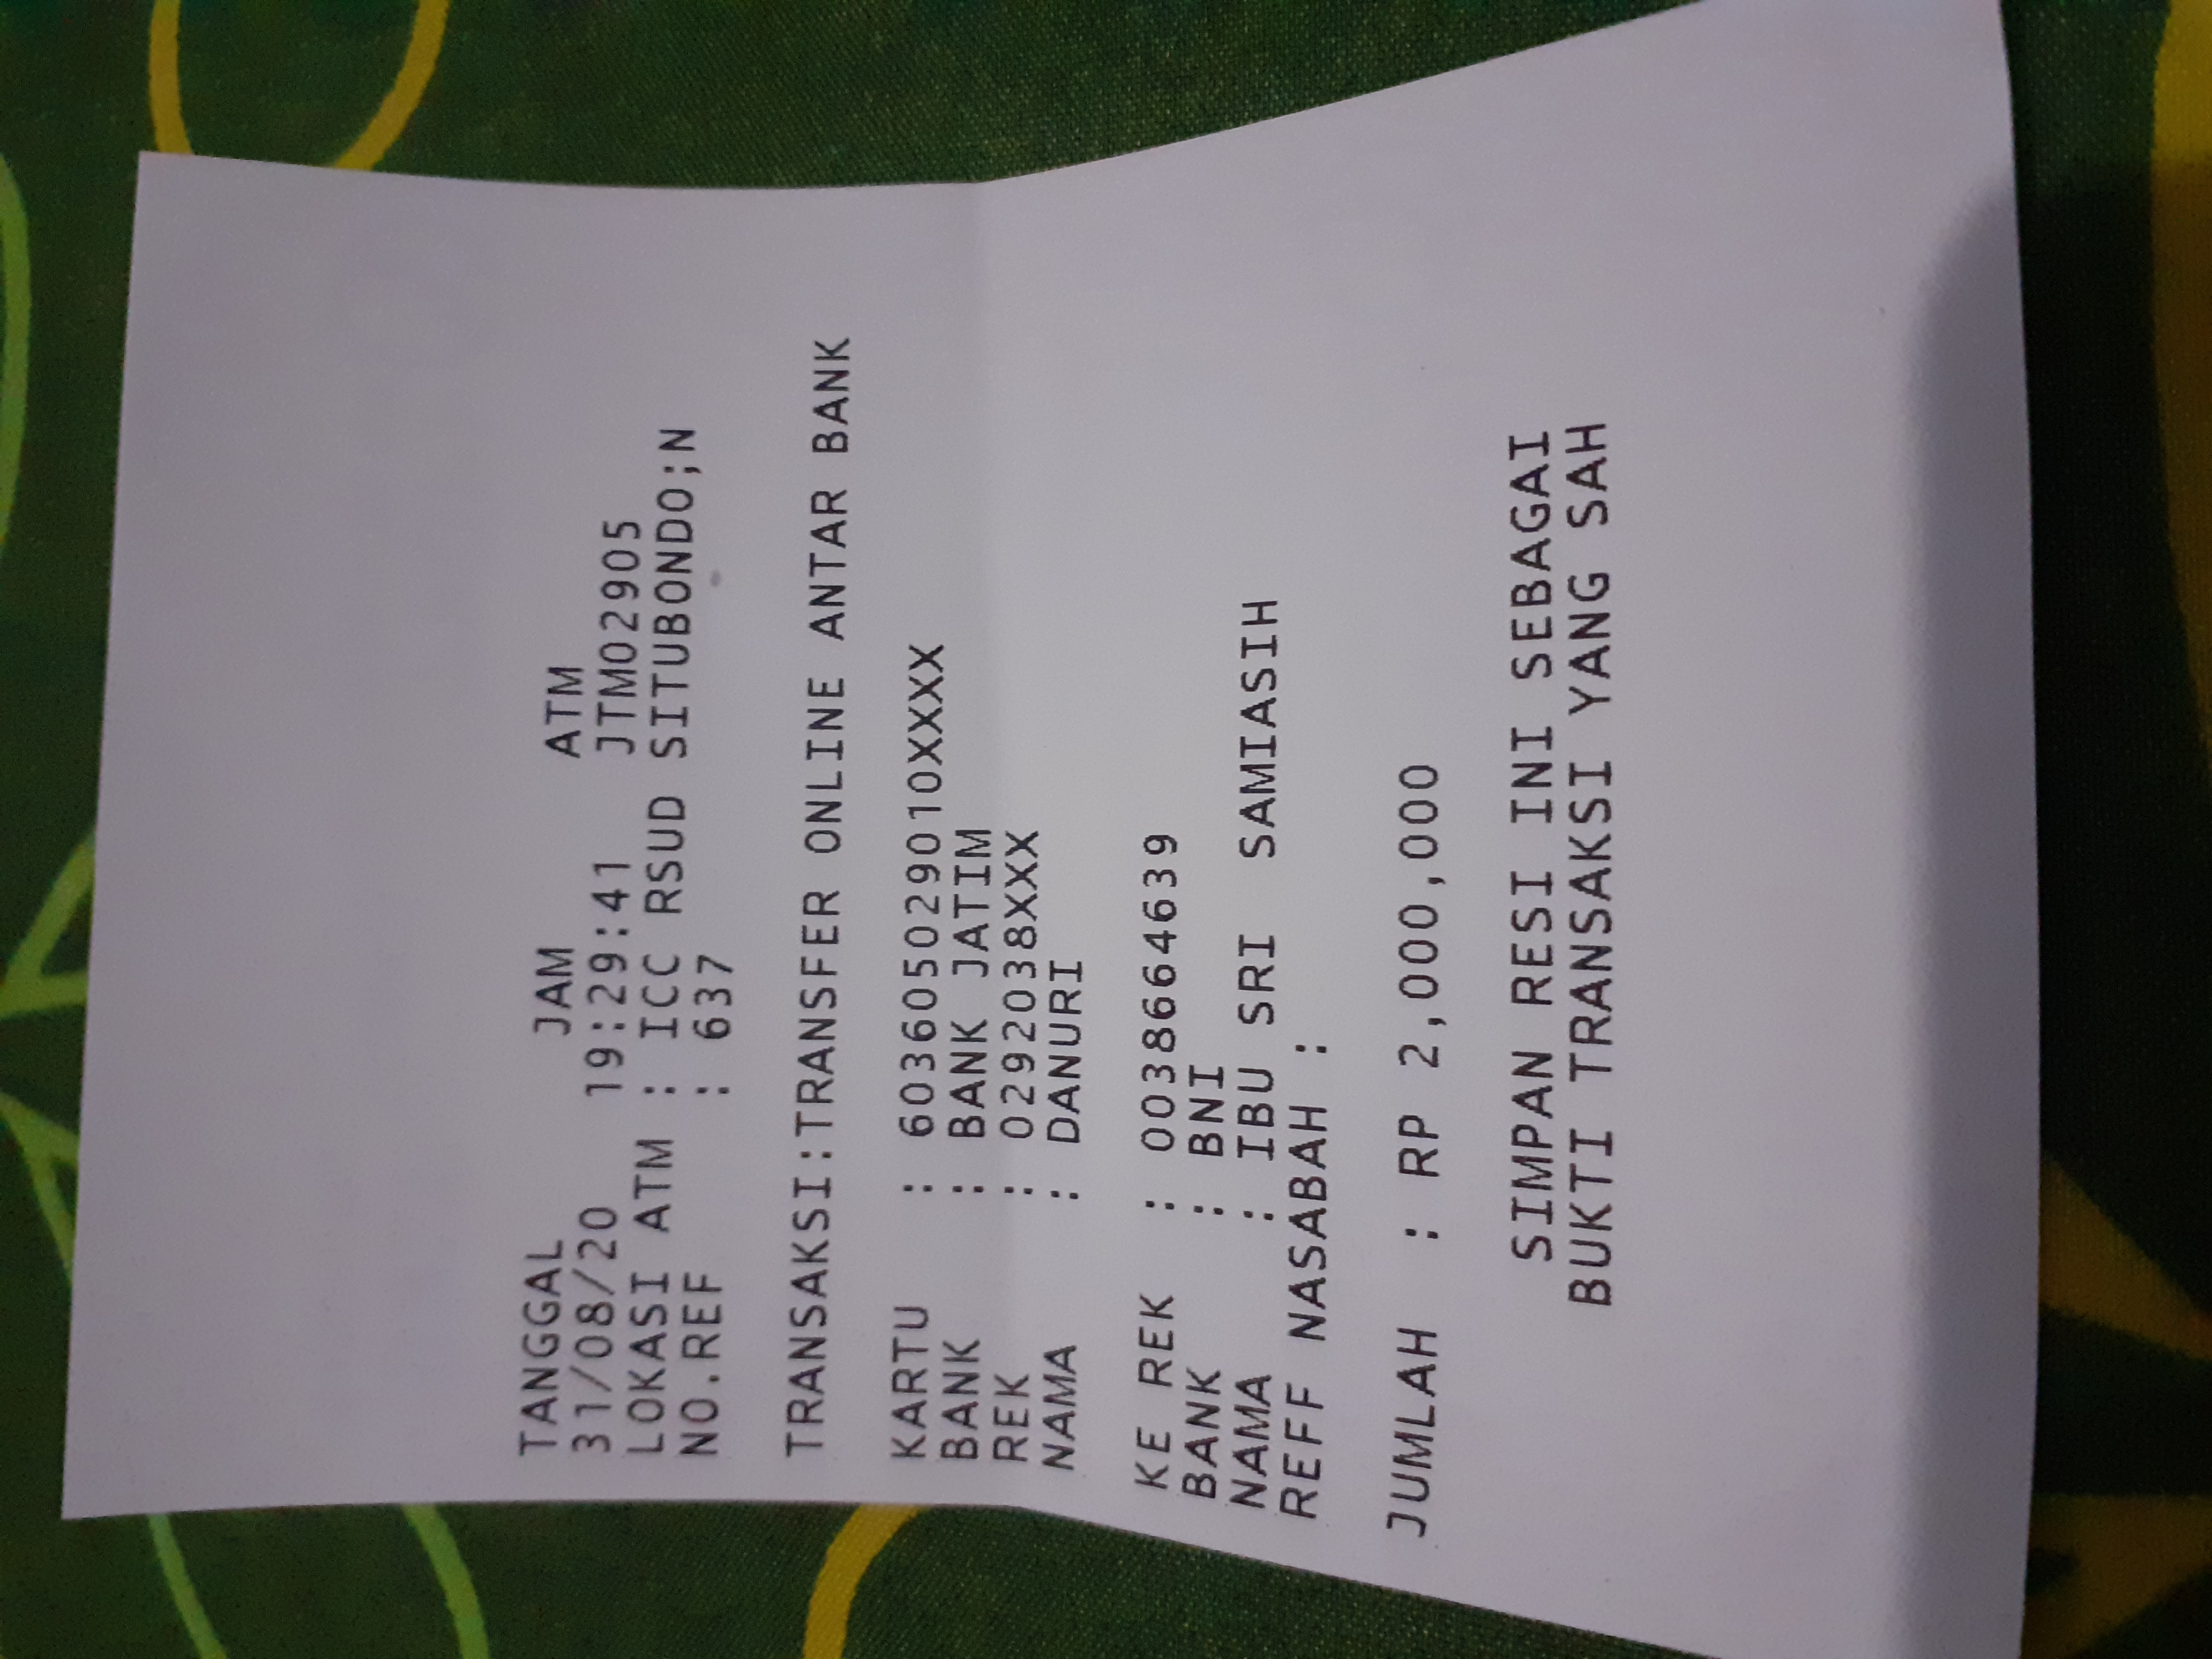 TANGGAL JAM ATM
31/08/20 19:29:41 JTM02905
LOKASI ATM : ICC RSUD SITUBONDO;N
NO.REF : 637
TRANSAKSI:TRANSFER ONLINE ANTAR BANK
KARTU : 603605029010XXXX
BANK : BANK JATIM
REK : 0292038XXX
NAMA : DANURI
KE REK : 0038664639
BANK : BNI
NAMA : IBU SRI SAMIASIH
REFF NASABAH :
JUMLAH : RP 2,000,000
SIMPAN RESI INI SEBAGAI
BUKTI TRANSAKSI YANG SAH